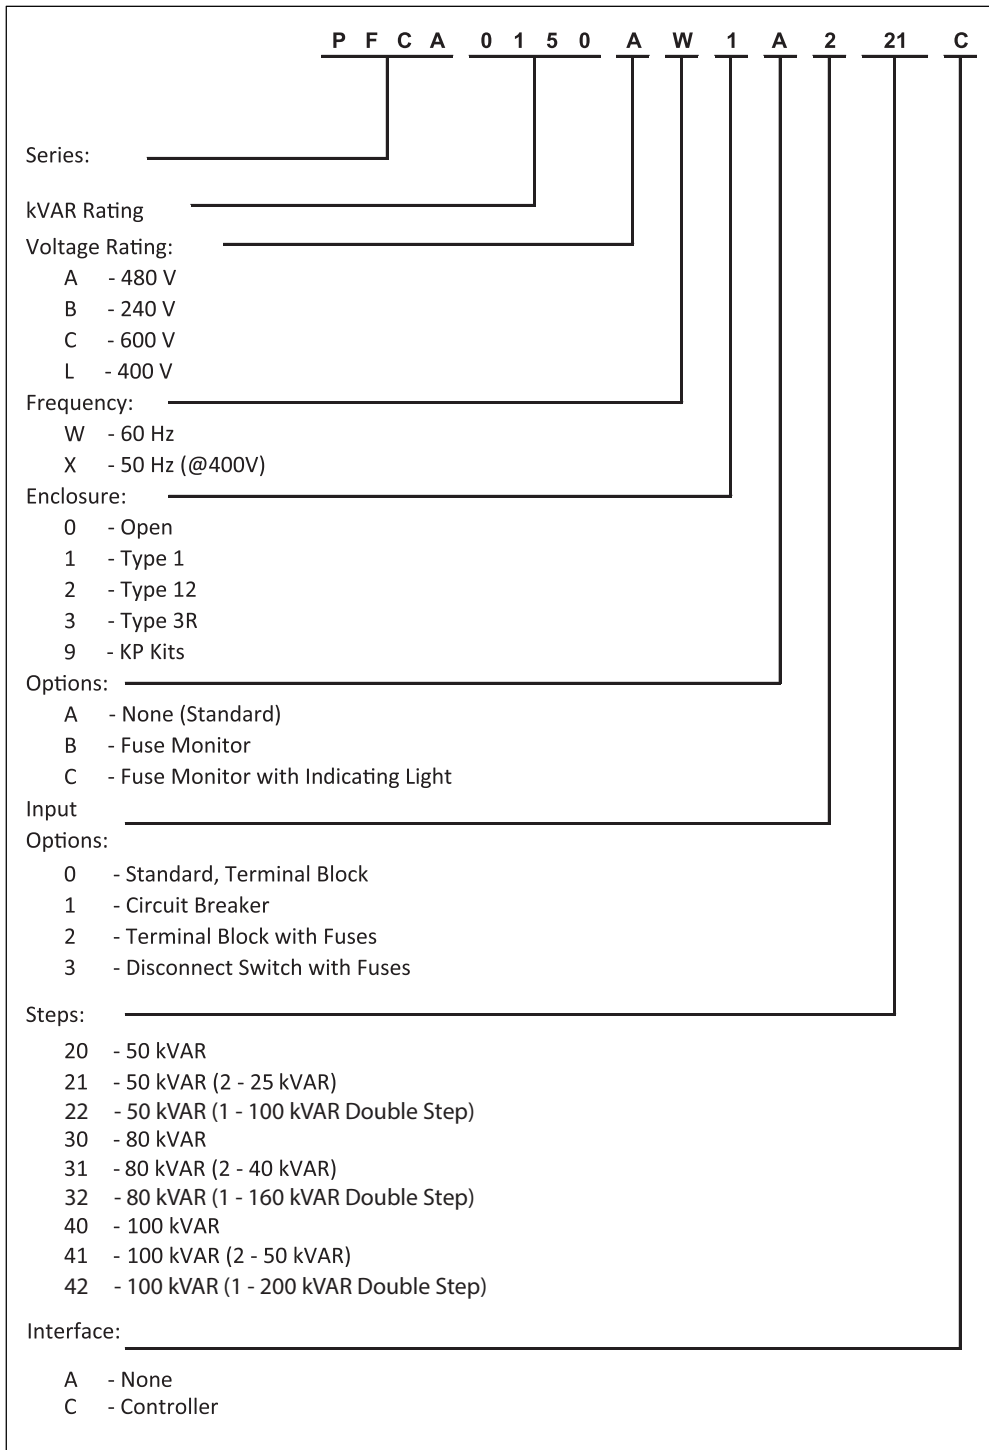 P F C A 0 1 5 0 A W 1 A 2 21 C
Series:
kVAR Rating
Voltage Rating:
A - 480 V
B - 240 V
C - 600 V
L - 400 V
Frequency:
W - 60 Hz
X - 50 Hz (@400V)
Enclosure:
0 - Open
1 - Type 1
2 - Type 12
3 - Type 3R
9 - KP Kits
Options:
A - None (Standard)
B - Fuse Monitor
C - Fuse Monitor with Indicating Light
Input
Options:
0 - Standard, Terminal Block
1 - Circuit Breaker
2 - Terminal Block with Fuses
3 - Disconnect Switch with Fuses
Steps:
20 - 50 kVAR
21 - 50 kVAR (2 - 25 kVAR)
22 - 50 kVAR (1 - 100 kVAR Double Step)
30 - 80 kVAR
31 - 80 kVAR (2 - 40 kVAR)
32 - 80 kVAR (1 - 160 kVAR Double Step)
40 - 100 kVAR
41 - 100 kVAR (2 - 50 kVAR)
42 - 100 kVAR (1 - 200 kVAR Double Step)
Interface:
A - None
C - Controller